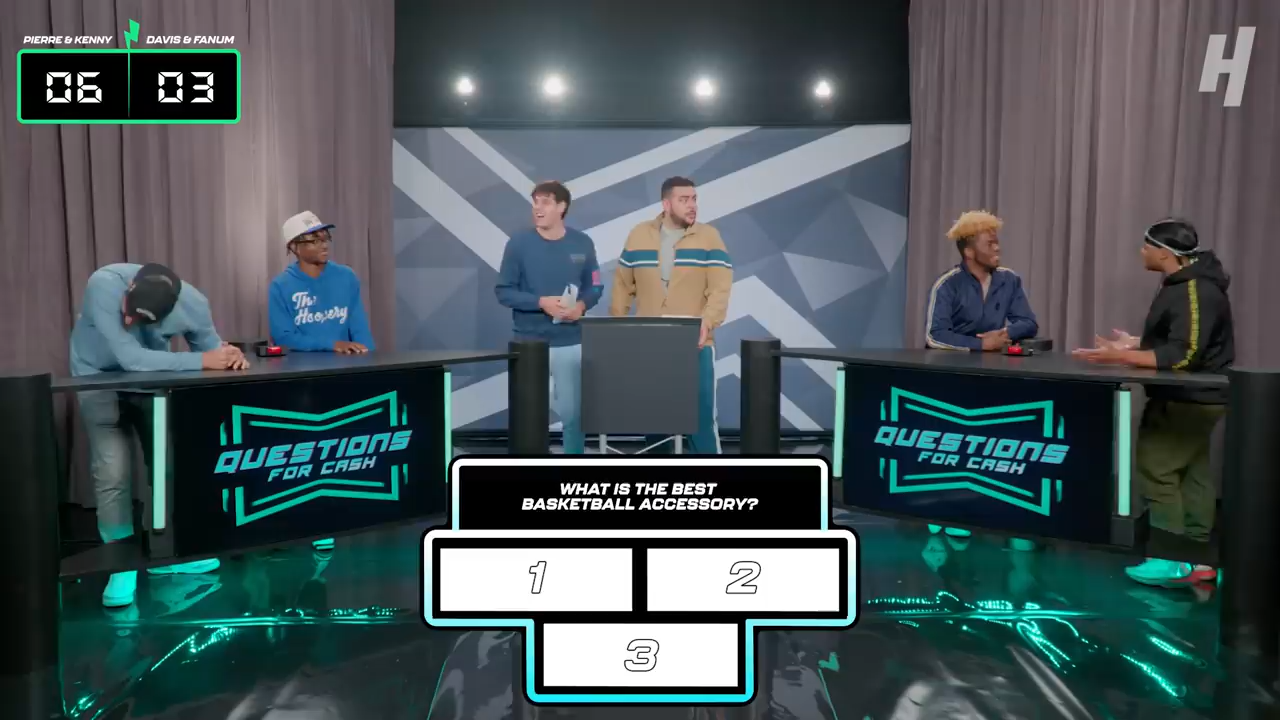 PIERRE & KENNY
DAVIS & FANUM
06
03
H
The
Hoopery
QUESTIONS
FOR CASH
QUESTIONS
FOR CASH
WHAT IS THE BEST
BASKETBALL ACCESSORY?
1
2
3